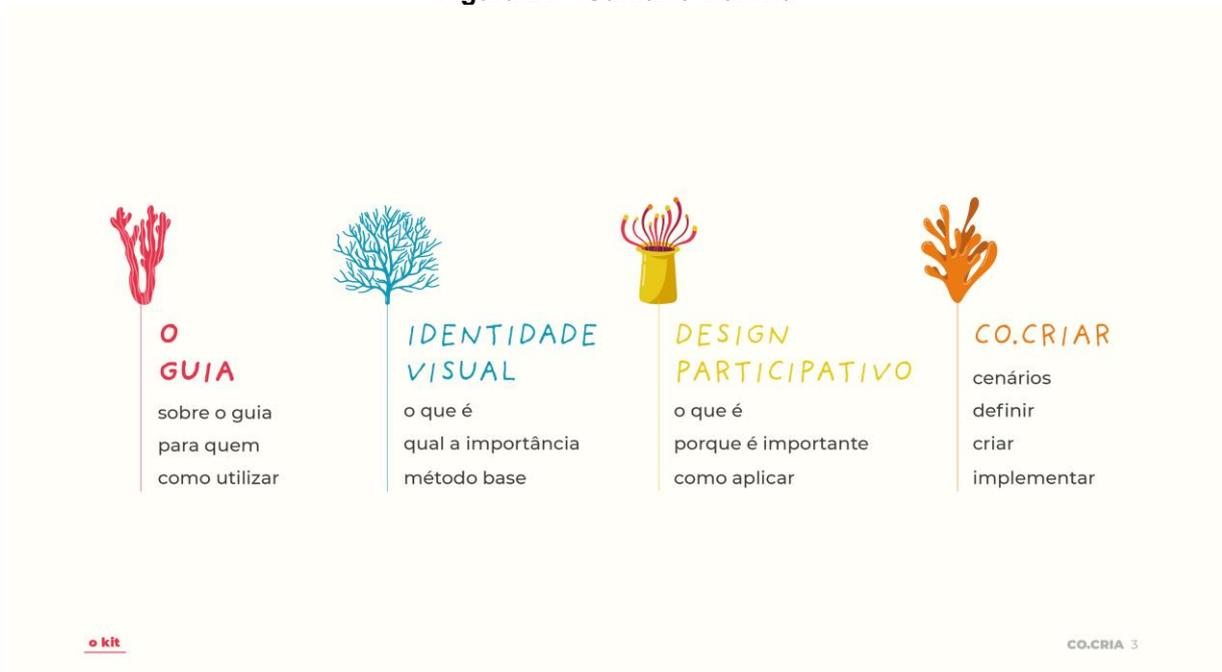 O
GUIA
sobre o guia
para quem
como utilizar
IDENTIDADE
VISUAL
o que é
qual a importância
método base
DESIGN
PARTICIPATIVO
o que é
porque é importante
como aplicar
CO.CRIAR
cenários
definir
criar
implementar
o kit
CO.CRIA 3